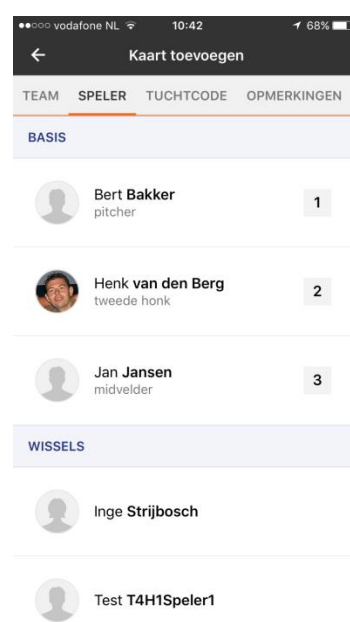 vodafone NL 10:42 68%
Kaart toevoegen
TEAM SPELER TUCHTCODE OPMERKINGEN
BASIS
Bert Bakker 1
pitcher
Henk van den Berg 2
tweede honk
Jan Jansen 3
midvelder
WISSELS
Inge Strijbosch
Test T4H1Speler1